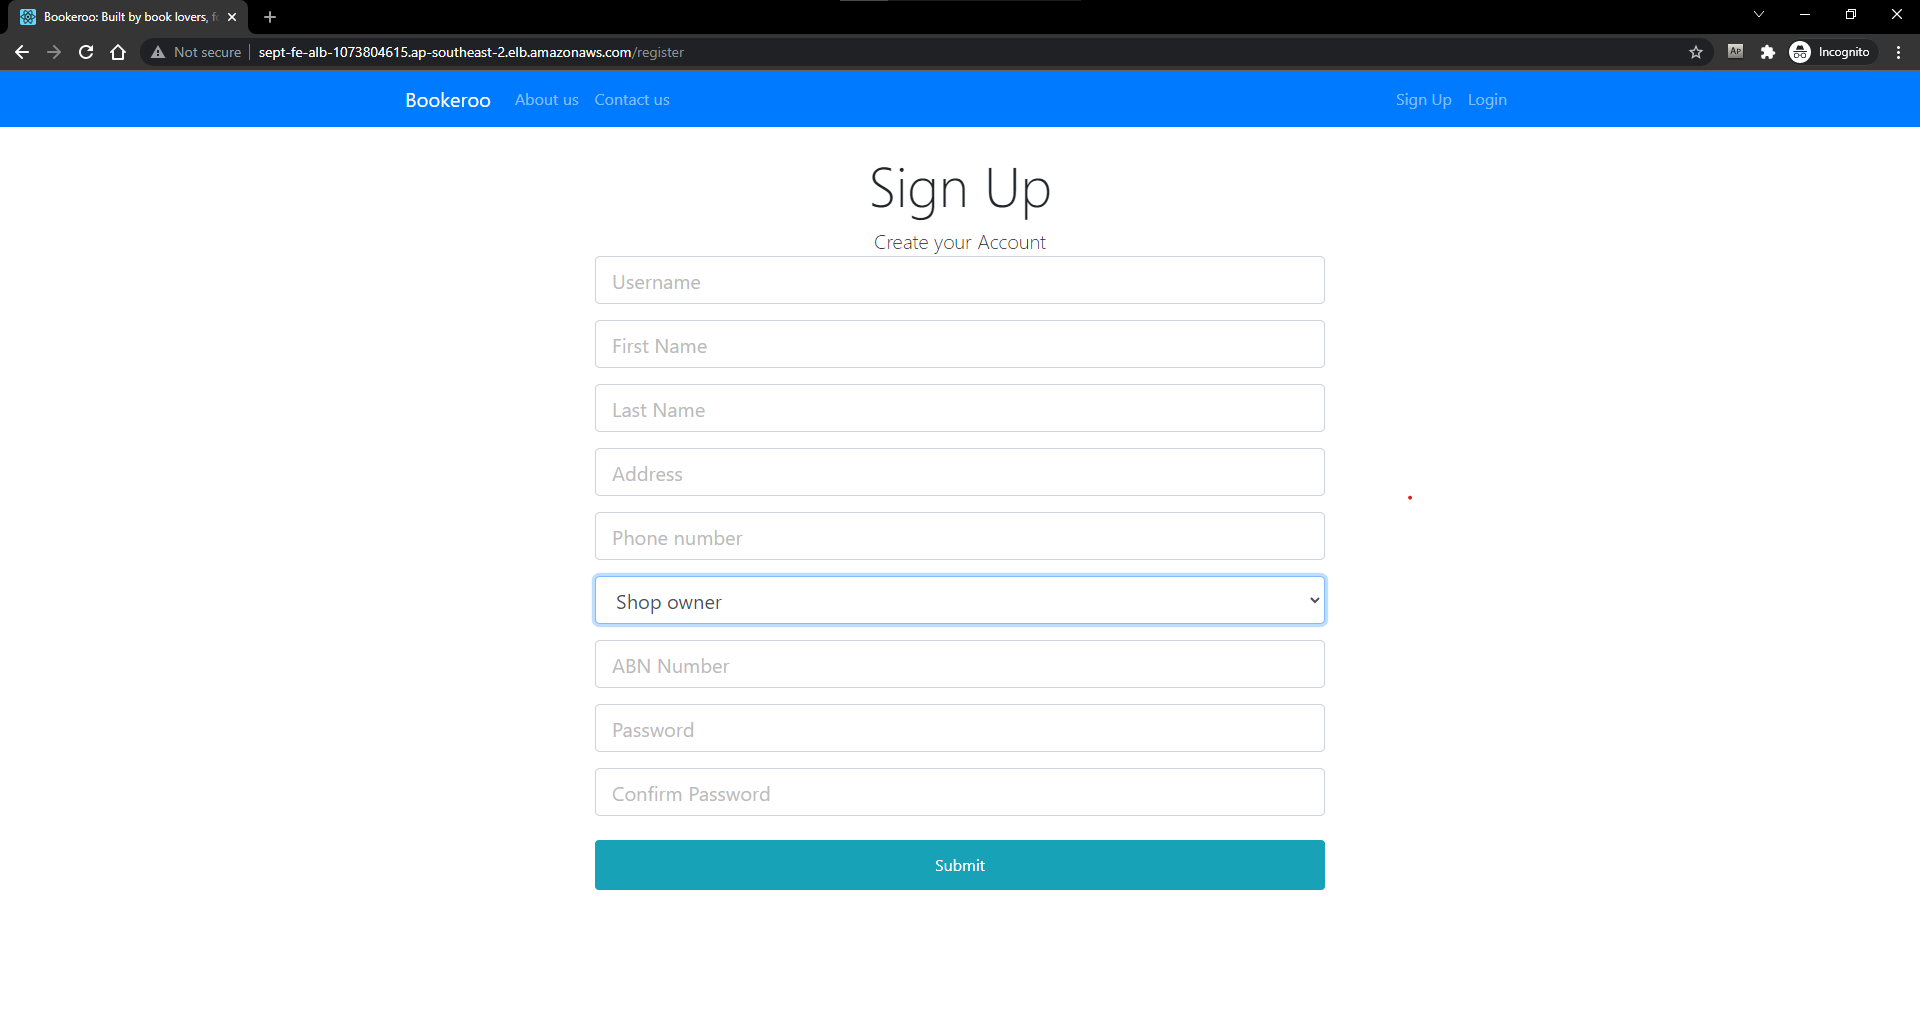 Bookeroo: Built by book lovers, f
Not secure sept-fe-alb-1073804615.ap-southeast-2.elb.amazonaws.com/register
AP
Incognito
Bookeroo About us Contact us Sign Up Login
Sign Up
Create your Account
Username
First Name
Last Name
Address
Phone number
Shop owner
ABN Number
Password
Confirm Password
Submit